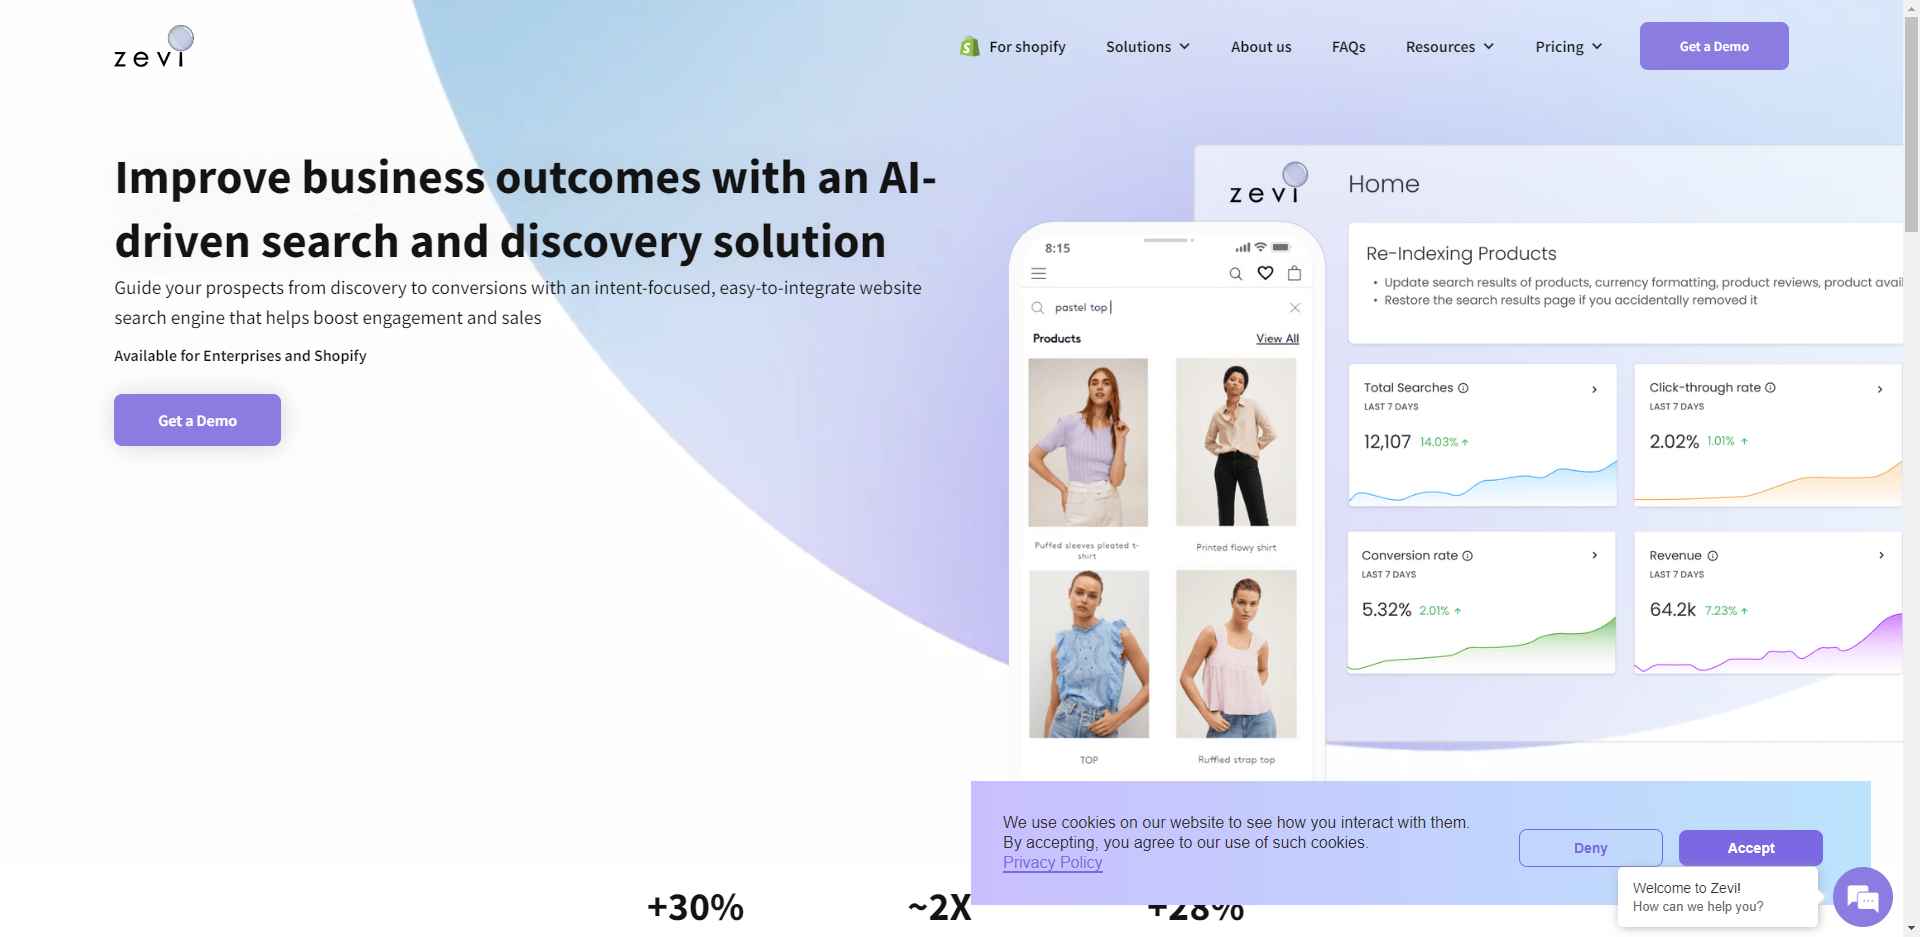 zevi
For shopify
Solutions
About us
FAQs
Resources
Pricing
Get a Demo
Improve business outcomes with an AI-
driven search and discovery solution
Guide your prospects from discovery to conversions with an intent-focused, easy-to-integrate website
search engine that helps boost engagement and sales
Available for Enterprises and Shopify
Get a Demo
8:15
pastel top
Products
View All
Puffed sleeves pleated t-
shirt
Printed flowy shirt
TOP
Ruffled strap top
zevi
Home
Re-Indexing Products
• Update search results of products, currency formatting, product reviews, product avail
• Restore the search results page if you accidentally removed it
Total Searches
LAST 7 DAYS
12,107 14.03% ↑
Click-through rate
LAST 7 DAYS
2.02% 1.01% ↑
Conversion rate
LAST 7 DAYS
5.32% 2.01% ↑
Revenue
LAST 7 DAYS
64.2k 7.23% ↑
We use cookies on our website to see how you interact with them.
By accepting, you agree to our use of such cookies.
Privacy Policy
Deny
Accept
Welcome to Zevi!
How can we help you?
+30%
~2X
+28%